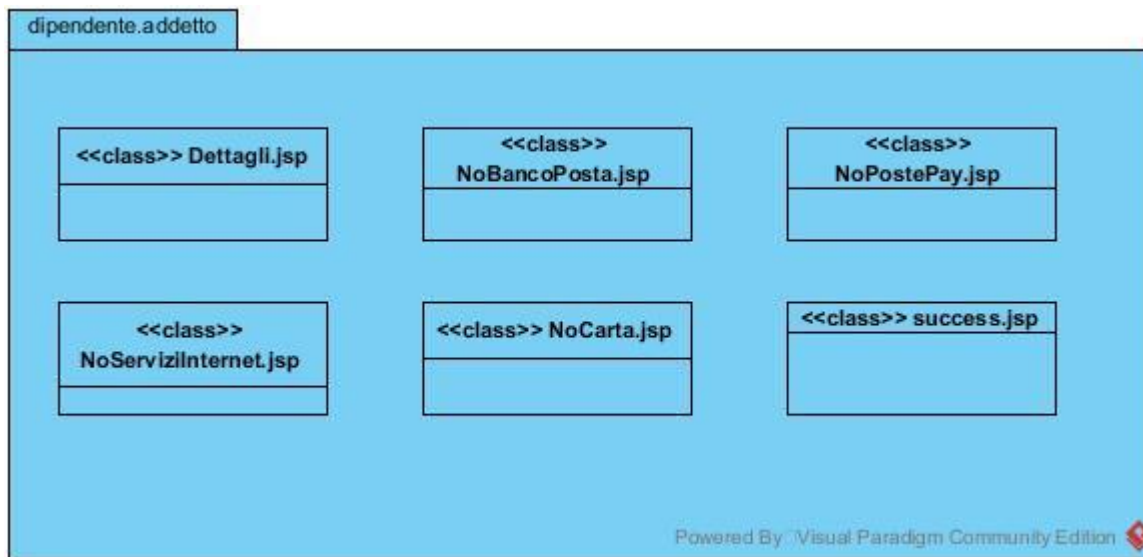 dipendente.addetto
<<class>> Dettagli.jsp
<<class>>
NoBancoPosta.jsp
<<class>>
NoPostePay.jsp
<<class>>
NoServiziInternet.jsp
<<class>> NoCarta.jsp
<<class>> success.jsp
Powered By Visual Paradigm Community Edition